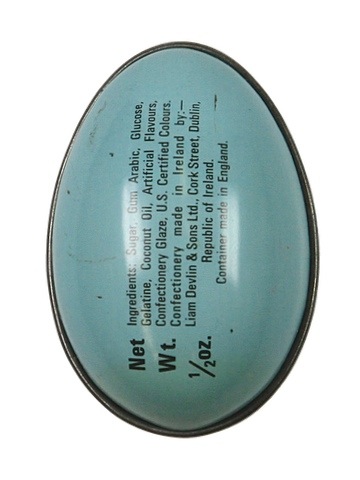 Net
Wt.
1/2oz.
Ingredients: Sugar, Gum Arabic, Glucose,
Gelatine, Coconut Oil, Artificial Flavours,
Confectionery Glaze, U.S. Certified Colours.
Confectionery made in Ireland by:—
Liam Devlin & Sons Ltd., Cork Street, Dublin,
Republic of Ireland.
Container made in England.